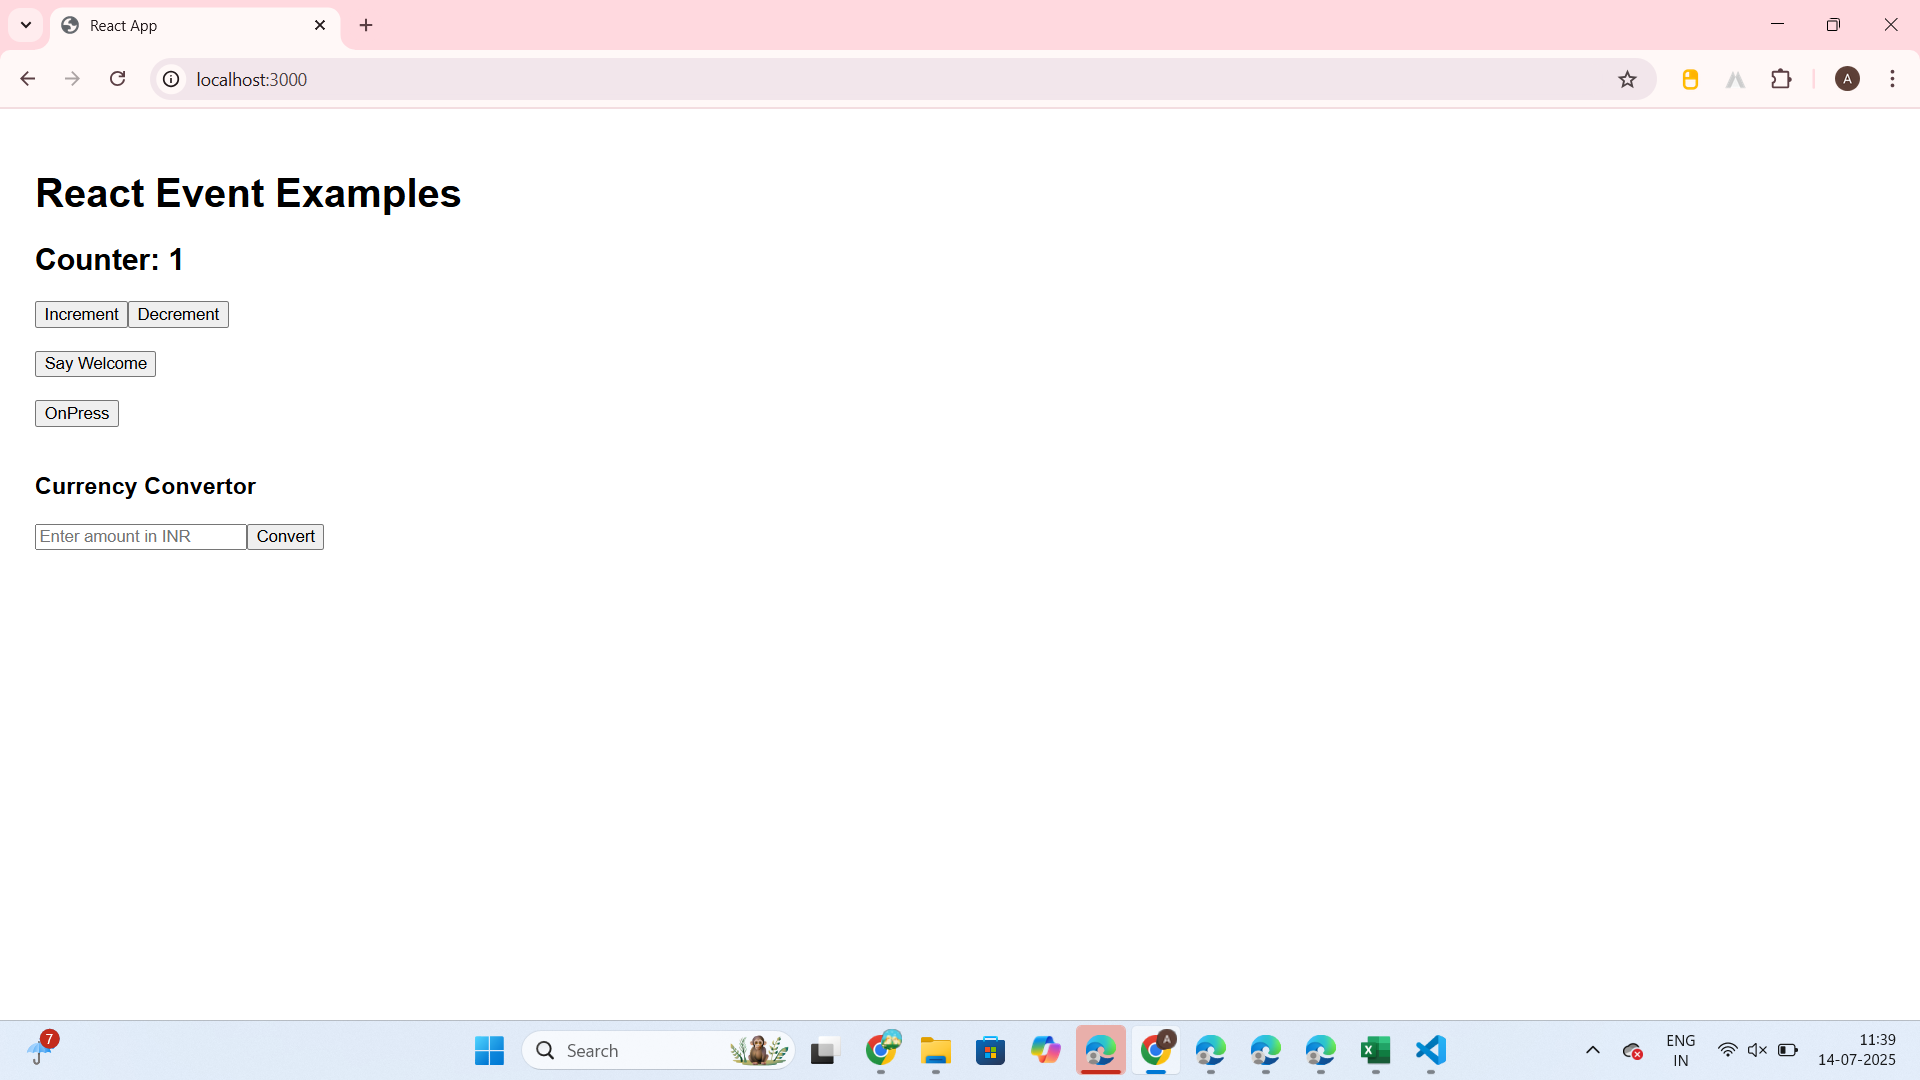 React App
localhost:3000
A
React Event Examples
Counter: 1
Increment Decrement
Say Welcome
OnPress
Currency Convertor
Enter amount in INR Convert
7
Search
A
ENG
IN
11:39
14-07-2025